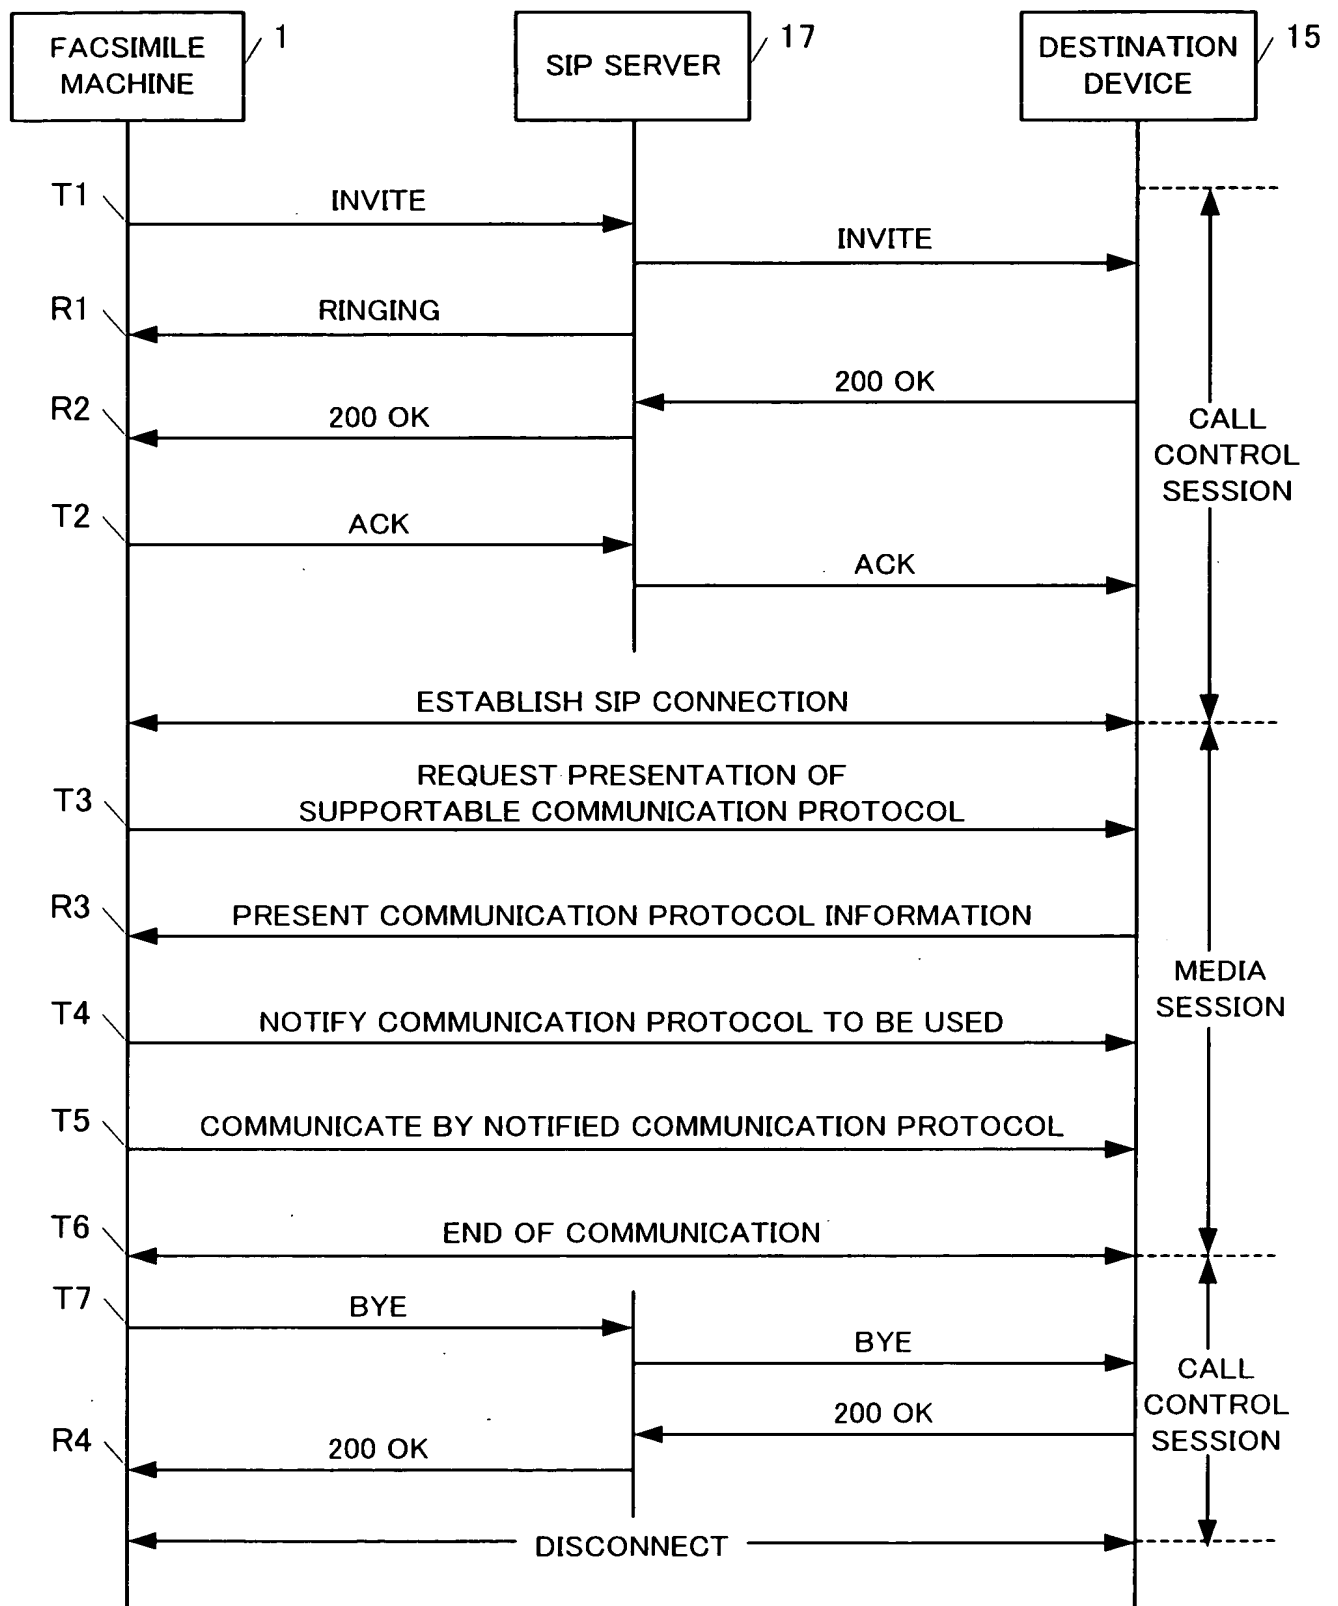 FACSIMILE
MACHINE
1
SIP SERVER
17
DESTINATION
DEVICE
15
T1
INVITE
INVITE
R1
RINGING
200 OK
R2
200 OK
CALL
CONTROL
SESSION
T2
ACK
ACK
ESTABLISH SIP CONNECTION
REQUEST PRESENTATION OF
T3
SUPPORTABLE COMMUNICATION PROTOCOL
R3
PRESENT COMMUNICATION PROTOCOL INFORMATION
MEDIA
SESSION
T4
NOTIFY COMMUNICATION PROTOCOL TO BE USED
T5
COMMUNICATE BY NOTIFIED COMMUNICATION PROTOCOL
T6
END OF COMMUNICATION
T7
BYE
BYE
CALL
CONTROL
SESSION
200 OK
R4
200 OK
DISCONNECT